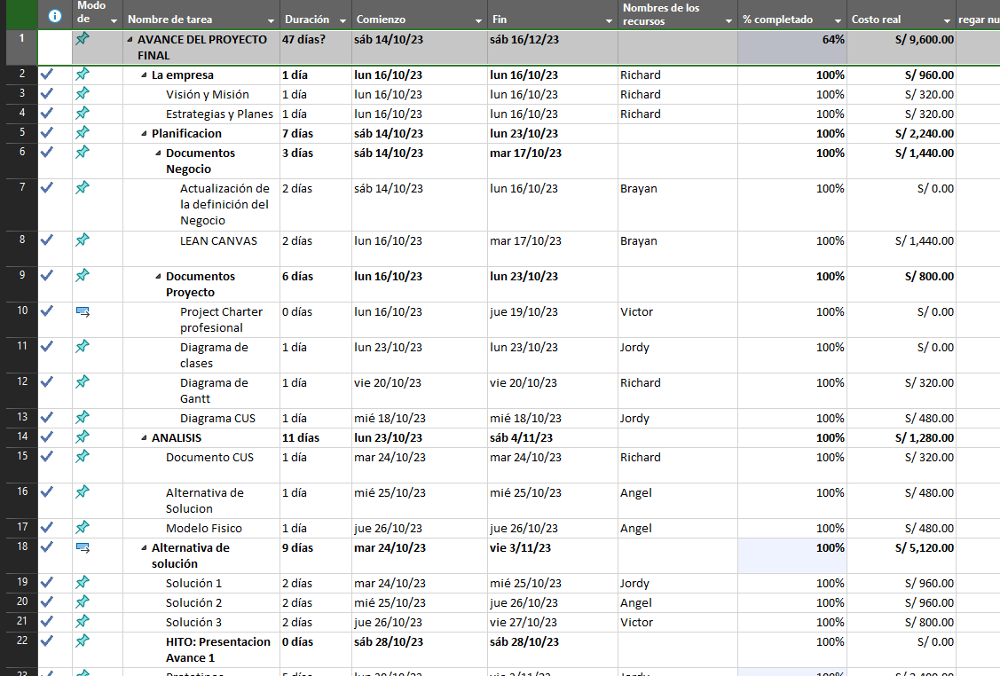 Modo de Nombre de tarea Duración Comienzo Fin Nombres de los recursos % completado Costo real regar nu
1 AVANCE DEL PROYECTO FINAL 47 días? sáb 14/10/23 sáb 16/12/23 64% S/ 9,600.00
2 La empresa 1 día lun 16/10/23 lun 16/10/23 Richard 100% S/ 960.00
3 Visión y Misión 1 día lun 16/10/23 lun 16/10/23 Richard 100% S/ 320.00
4 Estrategias y Planes 1 día lun 16/10/23 lun 16/10/23 Richard 100% S/ 320.00
5 Planificacion 7 días sáb 14/10/23 lun 23/10/23 100% S/ 2,240.00
6 Documentos Negocio 3 días sáb 14/10/23 mar 17/10/23 100% S/ 1,440.00
7 Actualización de la definición del Negocio 2 días sáb 14/10/23 lun 16/10/23 Brayan 100% S/ 0.00
8 LEAN CANVAS 2 días lun 16/10/23 mar 17/10/23 Brayan 100% S/ 1,440.00
9 Documentos Proyecto 6 días lun 16/10/23 lun 23/10/23 100% S/ 800.00
10 Project Charter profesional 0 días lun 16/10/23 jue 19/10/23 Victor 100% S/ 0.00
11 Diagrama de clases 1 día lun 23/10/23 lun 23/10/23 Jordy 100% S/ 0.00
12 Diagrama de Gantt 1 día vie 20/10/23 vie 20/10/23 Richard 100% S/ 320.00
13 Diagrama CUS 1 día mié 18/10/23 mié 18/10/23 Jordy 100% S/ 480.00
14 ANALISIS 11 días lun 23/10/23 sáb 4/11/23 100% S/ 1,280.00
15 Documento CUS 1 día mar 24/10/23 mar 24/10/23 Richard 100% S/ 320.00
16 Alternativa de Solucion 1 día mié 25/10/23 mié 25/10/23 Angel 100% S/ 480.00
17 Modelo Fisico 1 día jue 26/10/23 jue 26/10/23 Angel 100% S/ 480.00
18 Alternativa de solución 9 días mar 24/10/23 vie 3/11/23 100% S/ 5,120.00
19 Solución 1 2 días mar 24/10/23 mié 25/10/23 Jordy 100% S/ 960.00
20 Solución 2 2 días mié 25/10/23 jue 26/10/23 Angel 100% S/ 960.00
21 Solución 3 2 días jue 26/10/23 vie 27/10/23 Victor 100% S/ 800.00
22 HITO: Presentacion Avance 1 0 días sáb 28/10/23 sáb 28/10/23 100% S/ 0.00